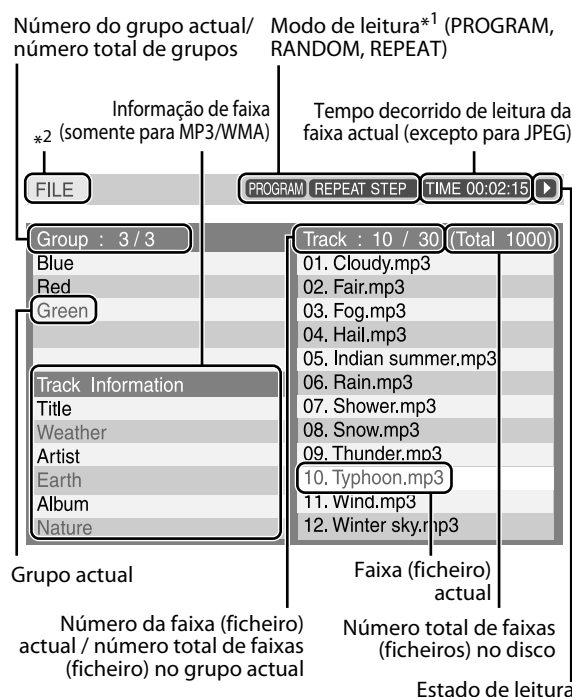 Número do grupo actual/
número total de grupos
Modo de leitura*1 (PROGRAM,
RANDOM, REPEAT)
Informação de faixa
*2 (somente para MP3/WMA)
Tempo decorrido de leitura da
faixa actual (excepto para JPEG)
FILE
PROGRAM REPEAT STEP TIME 00:02:15
Group : 3 / 3
Blue
Red
Green
Track Information
Title
Weather
Artist
Earth
Album
Nature
Track : 10 / 30 (Total 1000)
01. Cloudy.mp3
02. Fair.mp3
03. Fog.mp3
04. Hail.mp3
05. Indian summer.mp3
06. Rain.mp3
07. Shower.mp3
08. Snow.mp3
09. Thunder.mp3
10. Typhoon.mp3
11. Wind.mp3
12. Winter sky.mp3
Grupo actual
Faixa (ficheiro)
actual
Número da faixa (ficheiro)
actual / número total de faixas
(ficheiro) no grupo actual
Número total de faixas
(ficheiros) no disco
Estado de leitura